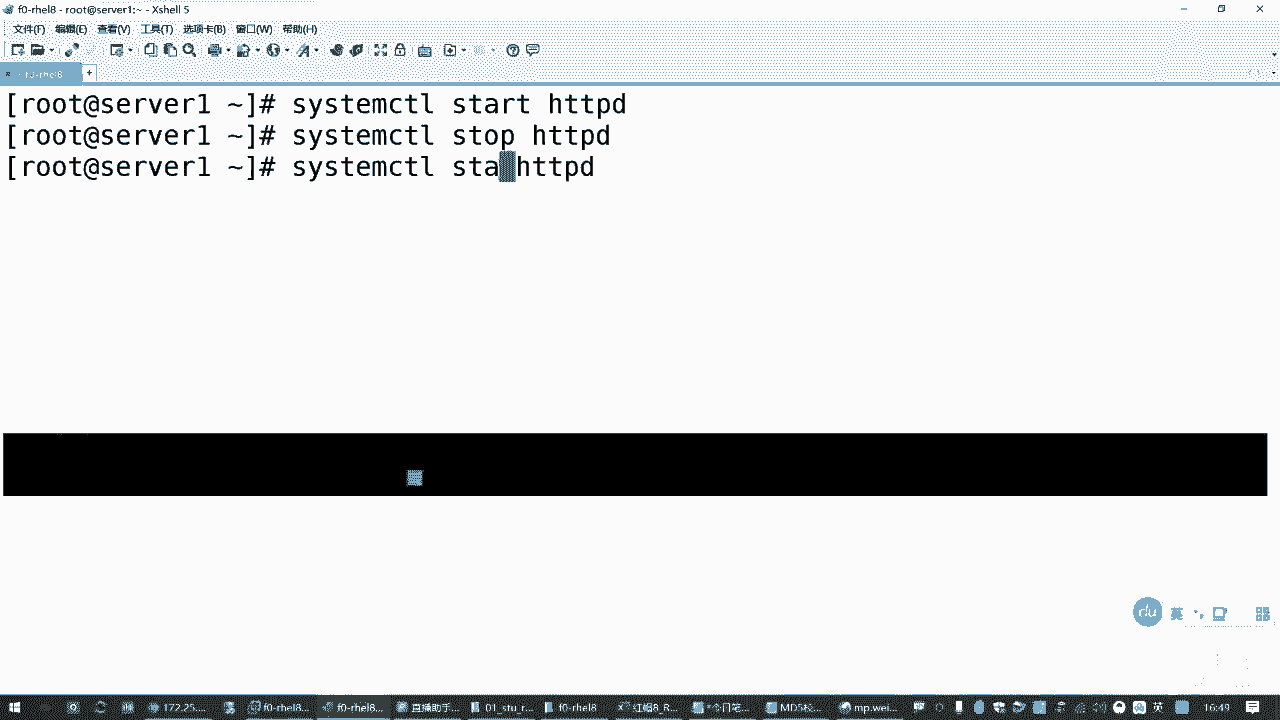 f0-rhel8 - root@server1:~ - Xshell 5
文件(F) 编辑(E) 查看(V) 工具(T) 选项卡(B) 窗口(W) 帮助(H)
f0-rhel8
[root@server1 ~]# systemctl start httpd
[root@server1 ~]# systemctl stop httpd
[root@server1 ~]# systemctl sta httpd
du 英
172.25.... f0-rhel8... f0-rhel8... 直播助手... 01_stu_r... f0-rhel8 红帽8_R... *今日笔... MD5校... mp.wei... 英 16:49